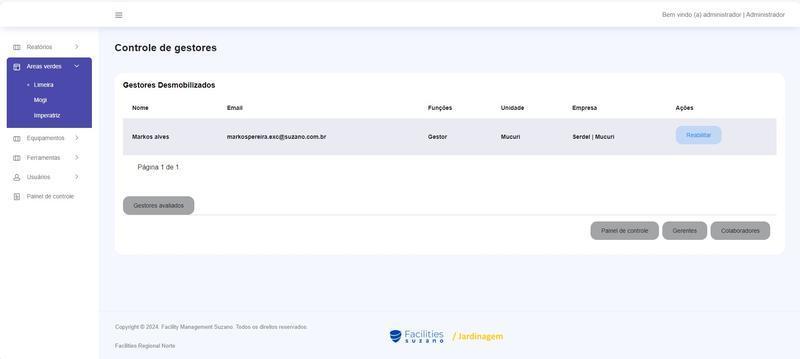 Bem vindo (a) administrador | Administrador
Reatórios
Areas verdes
Limeira
Mogi
Imperatriz
Equipamentos
Ferramentas
Usuários
Painel de controle
Controle de gestores
Gestores Desmobilizados
Nome Email Funções Unidade Empresa Ações
Markos alves markospereira.exc@suzano.com.br Gestor Mucuri Serdel | Mucuri Reabilitar
Página 1 de 1
Gestores avaliados
Painel de controle Gerentes Colaboradores
Copyright © 2024. Facility Management Suzano. Todos os direitos reservados.
Facilities Regional Norte
Facilities
suzano
/ Jardinagem